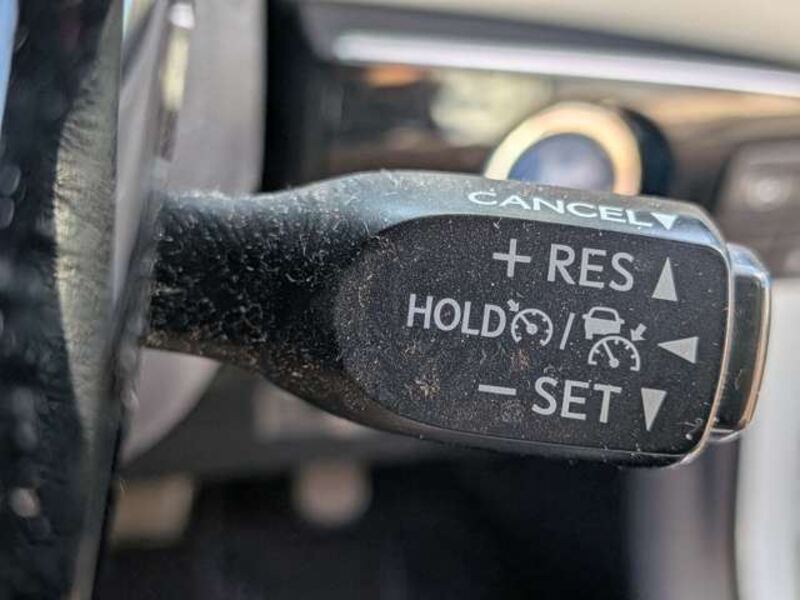 CANCEL
+ RES
HOLD /
− SET